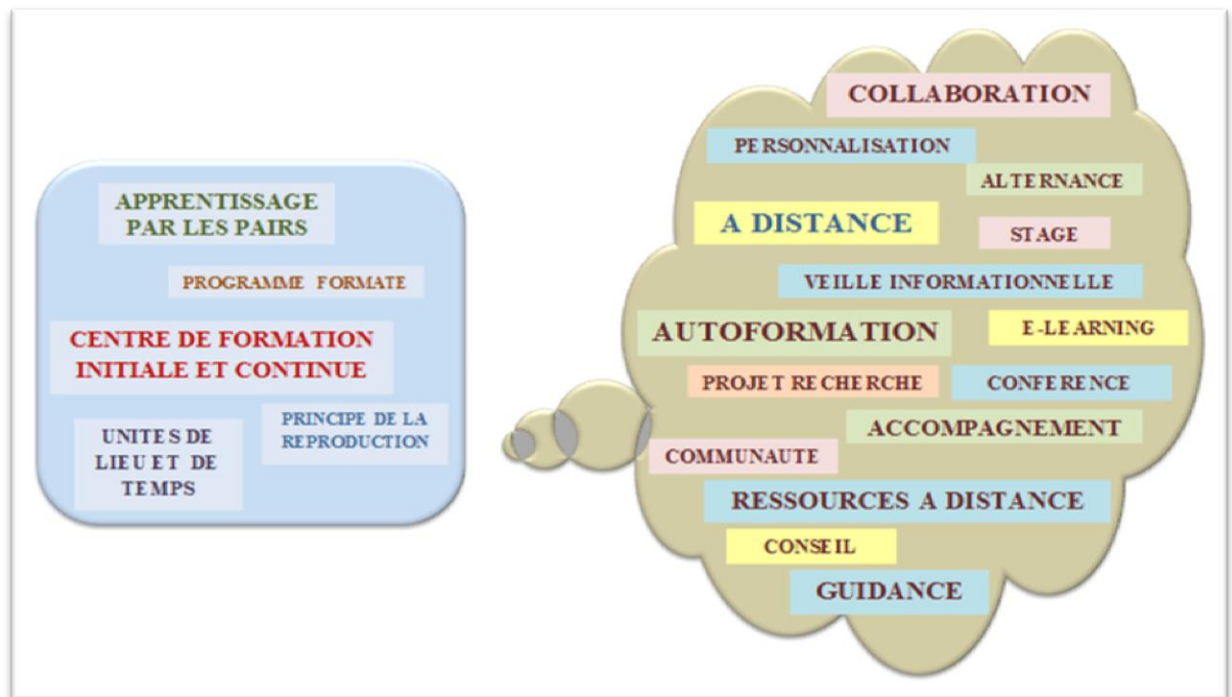 APPRENTISSAGE
PAR LES PAIRS
PROGRAMME FORMATE
CENTRE DE FORMATION
INITIALE ET CONTINUE
UNITES DE
LIEU ET DE
TEMPS
PRINCIPE DE LA
REPRODUCTION
COLLABORATION
PERSONNALISATION
ALTERNANCE
A DISTANCE
STAGE
VEILLE INFORMATIONNELLE
AUTOFORMATION
E-LEARNING
PROJET RECHERCHE
CONFERENCE
ACCOMPAGNEMENT
COMMUNAUTE
RESSOURCES A DISTANCE
CONSEIL
GUIDANCE